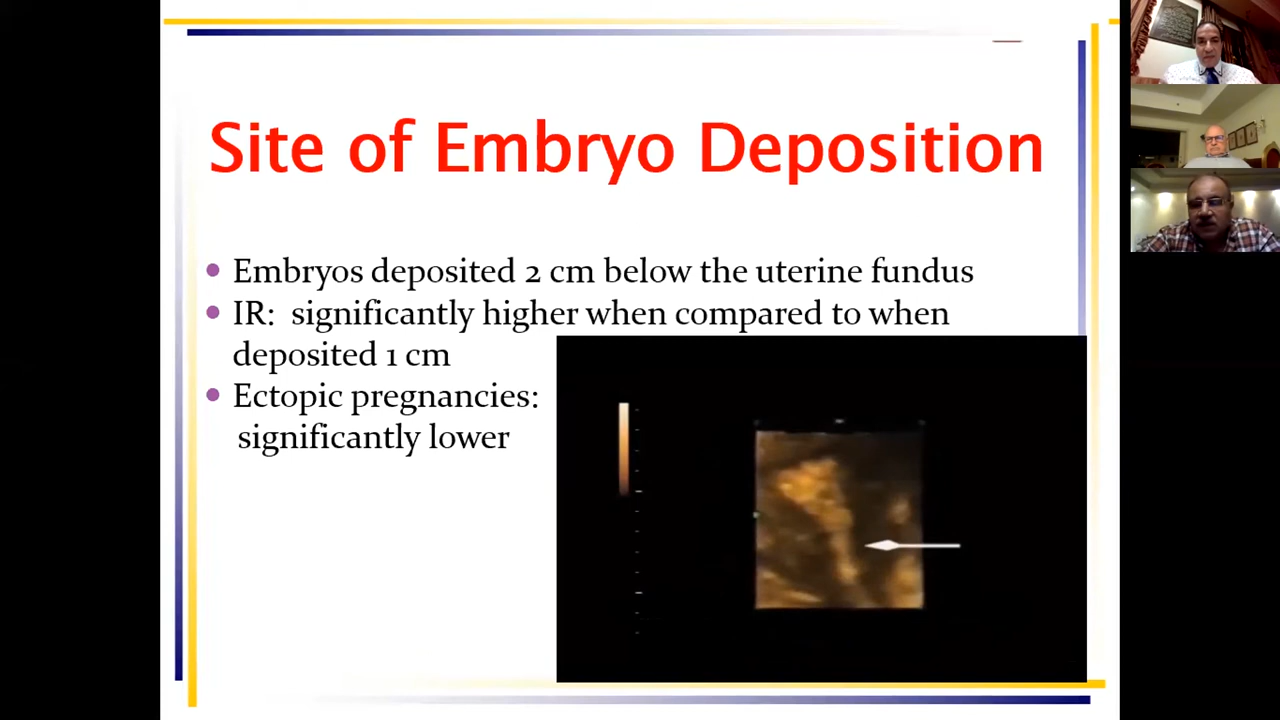 Site of Embryo Deposition
Embryos deposited 2 cm below the uterine fundus
IR: significantly higher when compared to when
deposited 1 cm
Ectopic pregnancies:
significantly lower